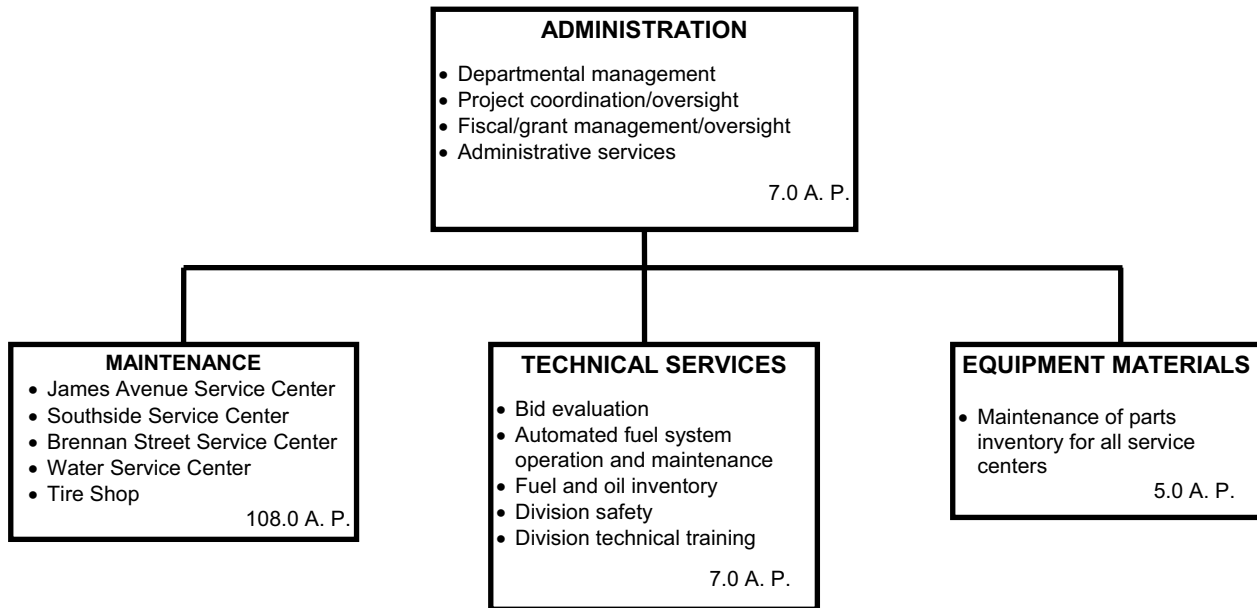 ADMINISTRATION
• Departmental management
• Project coordination/oversight
• Fiscal/grant management/oversight
• Administrative services
7.0 A. P.
MAINTENANCE
• James Avenue Service Center
• Southside Service Center
• Brennan Street Service Center
• Water Service Center
• Tire Shop
108.0 A. P.
TECHNICAL SERVICES
• Bid evaluation
• Automated fuel system
operation and maintenance
• Fuel and oil inventory
• Division safety
• Division technical training
7.0 A. P.
EQUIPMENT MATERIALS
• Maintenance of parts
inventory for all service
centers
5.0 A. P.